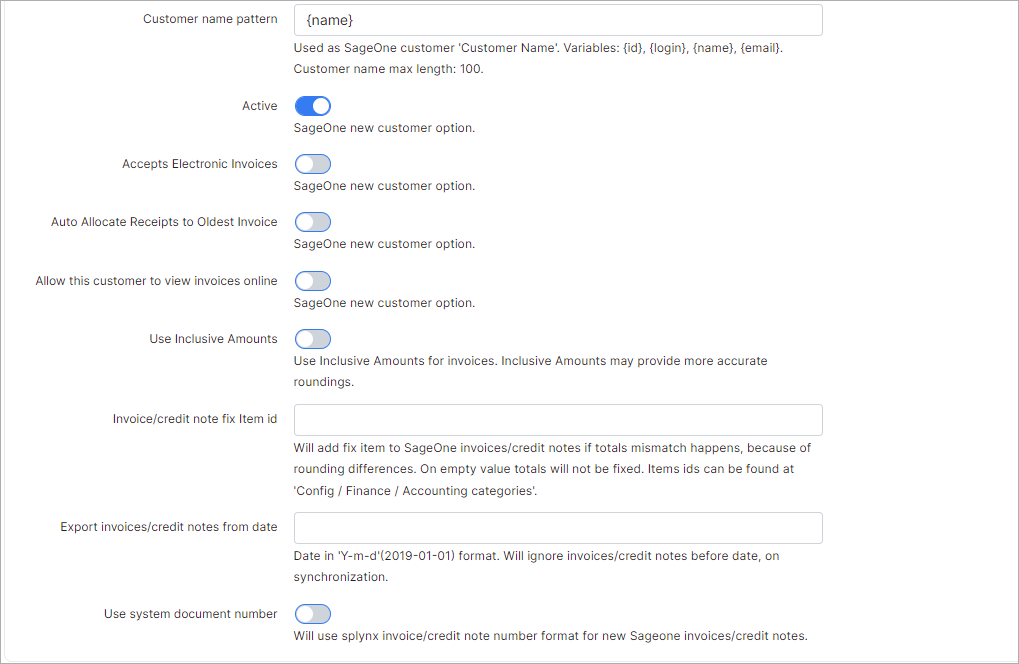 Customer name pattern
{name}
Used as SageOne customer 'Customer Name'. Variables: {id}, {login}, {name}, {email}.
Customer name max length: 100.
Active
SageOne new customer option.
Accepts Electronic Invoices
SageOne new customer option.
Auto Allocate Receipts to Oldest Invoice
SageOne new customer option.
Allow this customer to view invoices online
SageOne new customer option.
Use Inclusive Amounts
Use Inclusive Amounts for invoices. Inclusive Amounts may provide more accurate
roundings.
Invoice/credit note fix Item id
Will add fix item to SageOne invoices/credit notes if totals mismatch happens, because of
rounding differences. On empty value totals will not be fixed. Items ids can be found at
'Config / Finance / Accounting categories'.
Export invoices/credit notes from date
Date in 'Y-m-d'(2019-01-01) format. Will ignore invoices/credit notes before date, on
synchronization.
Use system document number
Will use splynx invoice/credit note number format for new Sageone invoices/credit notes.